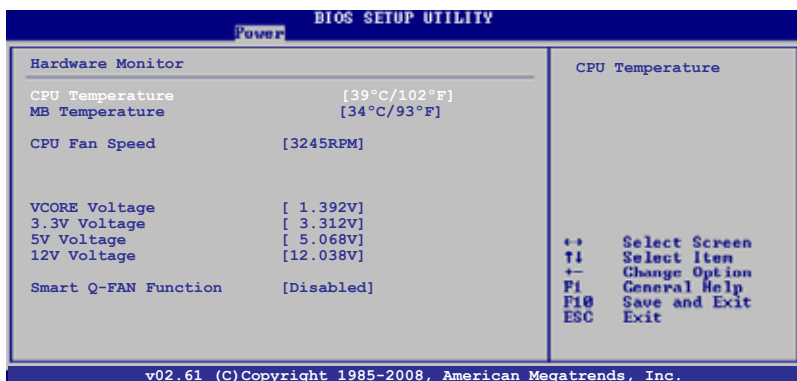 BIOS SETUP UTILITY
Power
Hardware Monitor
CPU Temperature [39°C/102°F]
MB Temperature [34°C/93°F]
CPU Fan Speed [3245RPM]
VCORE Voltage [ 1.392V]
3.3V Voltage [ 3.312V]
5V Voltage [ 5.068V]
12V Voltage [12.038V]
Smart Q-FAN Function [Disabled]
CPU Temperature
↔ Select Screen
↑↓ Select Item
+- Change Option
F1 General Help
F10 Save and Exit
ESC Exit
v02.61 (C)Copyright 1985-2008, American Megatrends, Inc.